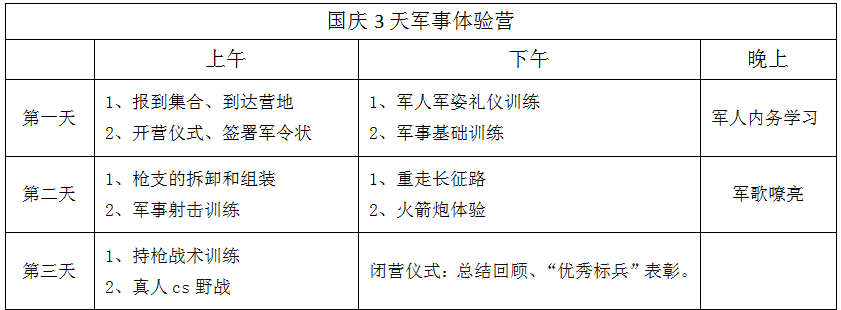 国庆 3 天军事体验营
上午
下午
晚上
第一天
1、报到集合、到达营地
2、开营仪式、签署军令状
1、军人军姿礼仪训练
2、军事基础训练
军人内务学习
第二天
1、枪支的拆卸和组装
2、军事射击训练
1、重走长征路
2、火箭炮体验
军歌嘹亮
第三天
1、持枪战术训练
2、真人 cs 野战
闭营仪式：总结回顾、“优秀标兵”表彰。